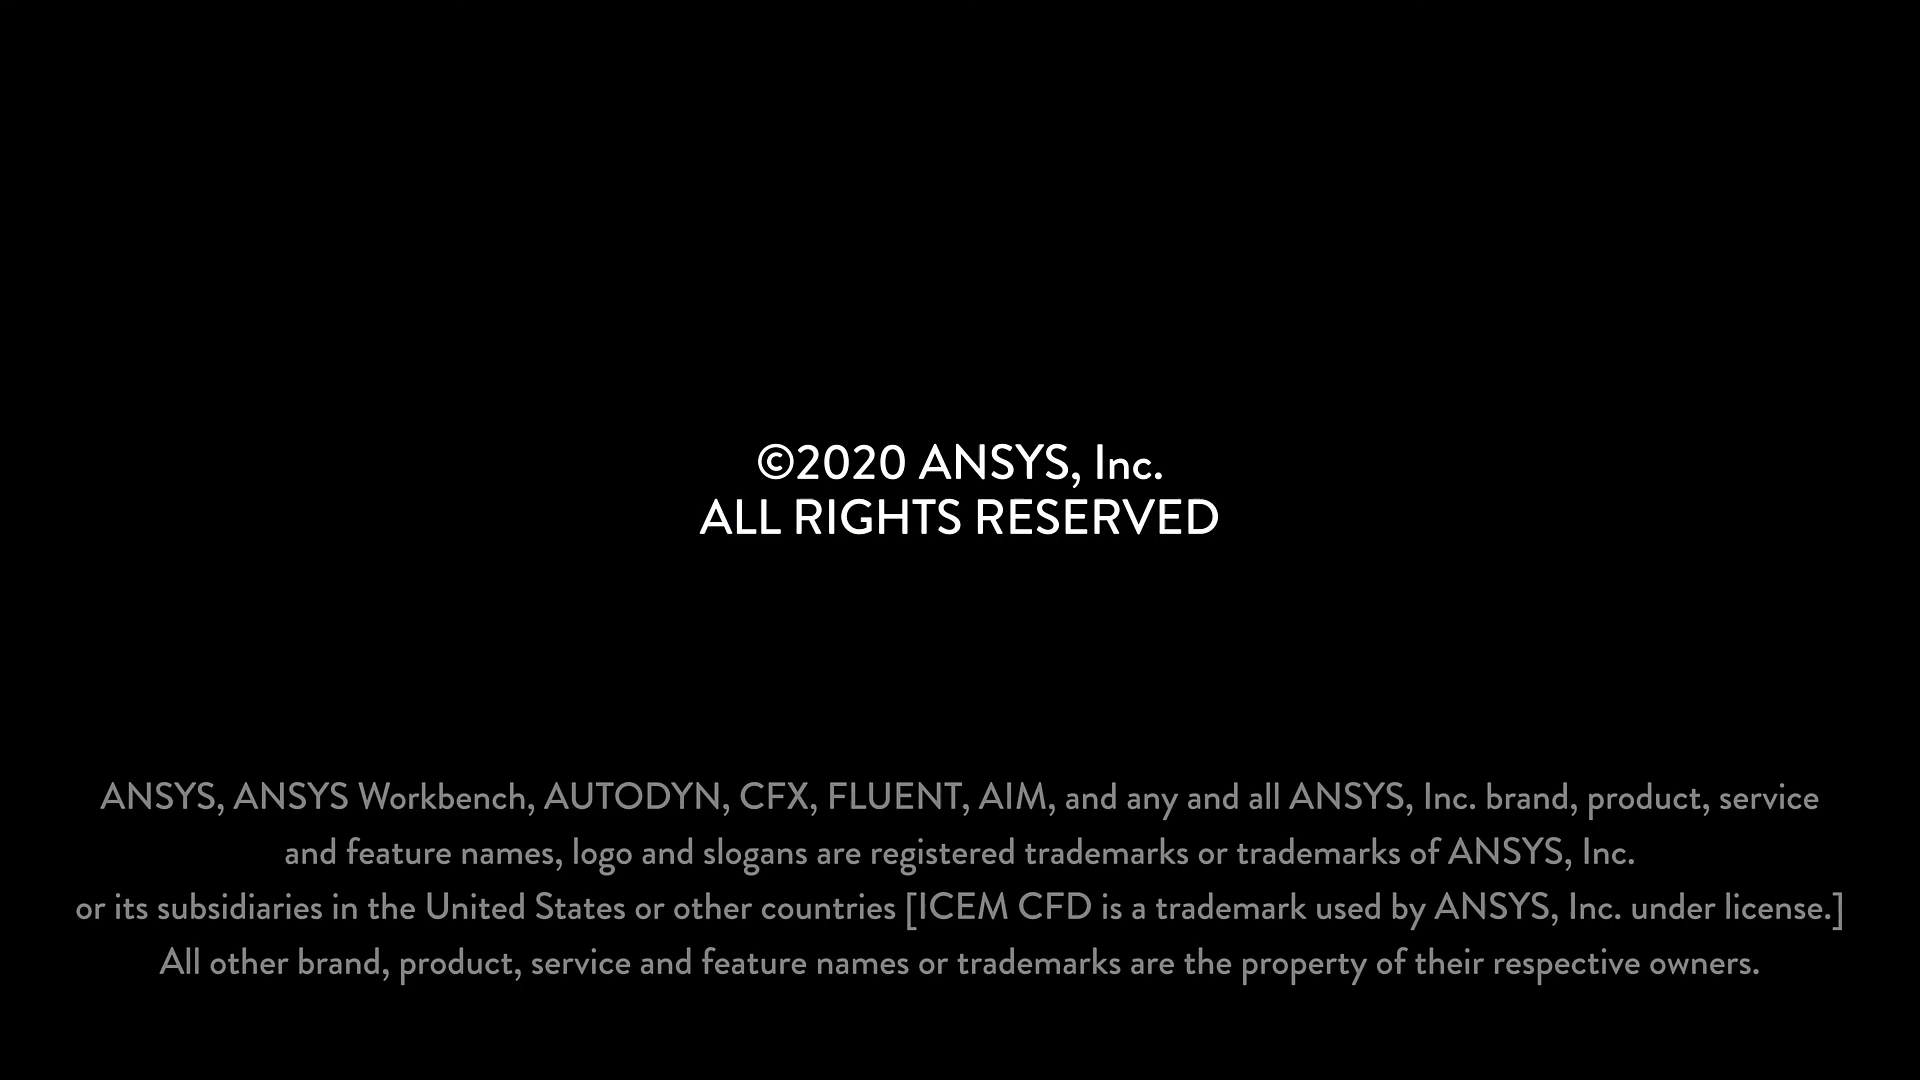 ©2020 ANSYS, Inc.
ALL RIGHTS RESERVED
ANSYS, ANSYS Workbench, AUTODYN, CFX, FLUENT, AIM, and any and all ANSYS, Inc. brand, product, service
and feature names, logo and slogans are registered trademarks or trademarks of ANSYS, Inc.
or its subsidiaries in the United States or other countries [ICEM CFD is a trademark used by ANSYS, Inc. under license.]
All other brand, product, service and feature names or trademarks are the property of their respective owners.